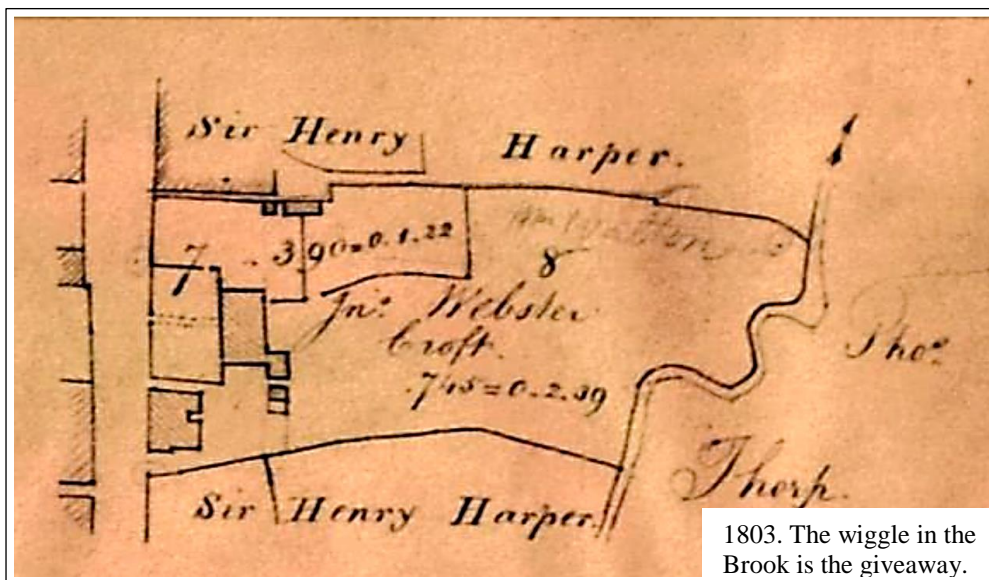 Sir Henry Harper.
7
3.90=0.1.22
8
Jno. Webster
Croft.
.745=0.2.39
Thos.
Thorp.
Sir Henry Harper.
1803. The wiggle in the
Brook is the giveaway.